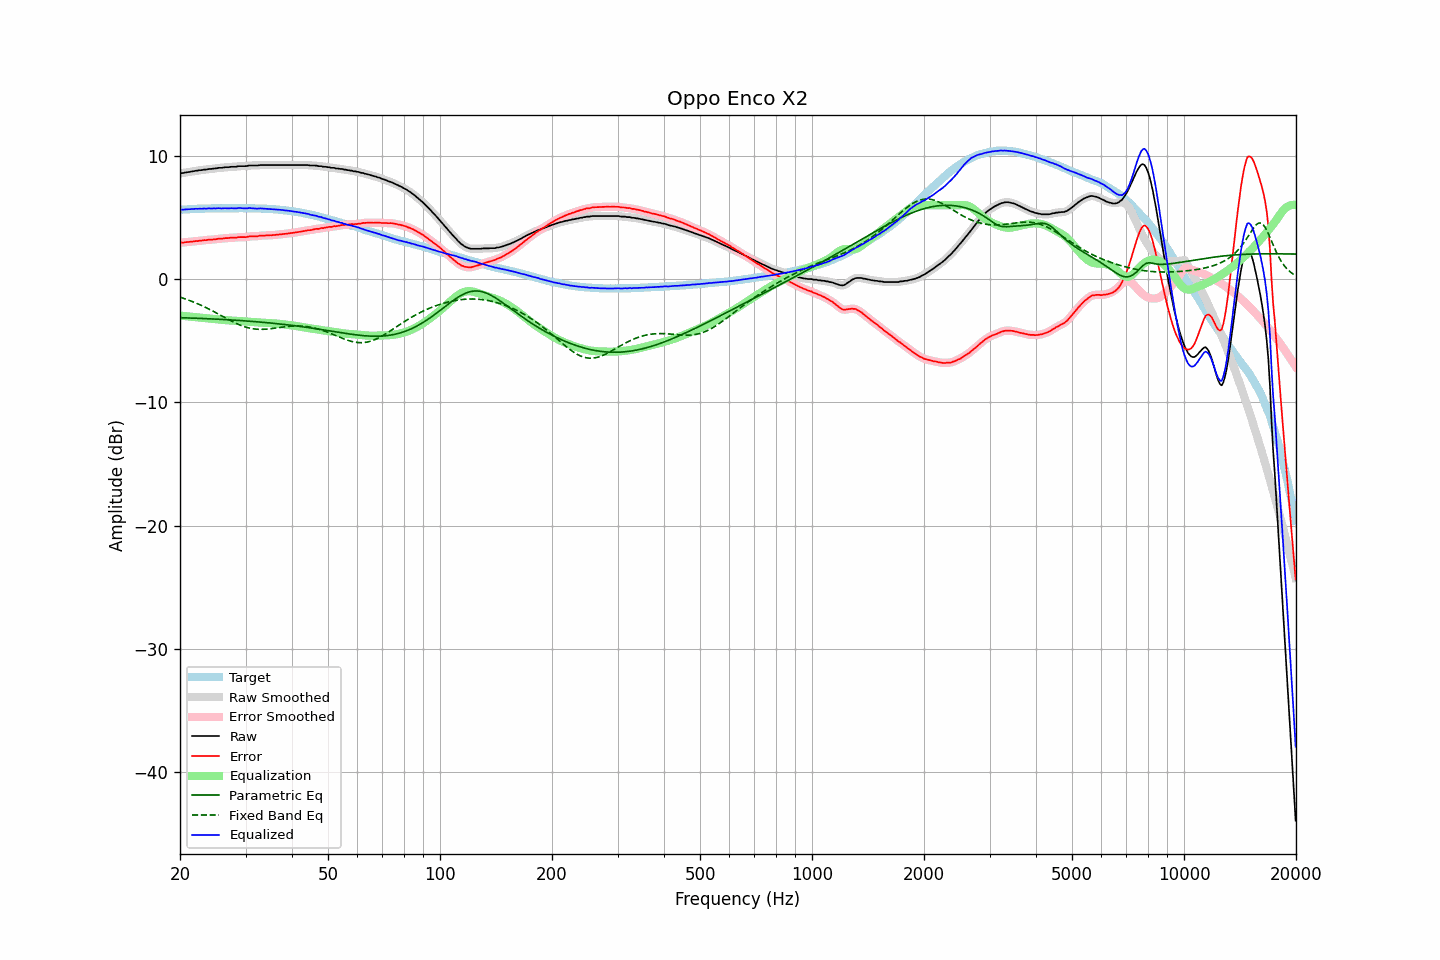 Oppo Enco X2
10
0
−10
−20
−30
−40
Amplitude (dBr)
Target
Raw Smoothed
Error Smoothed
Raw
Error
Equalization
Parametric Eq
Fixed Band Eq
Equalized
20 50 100 200 500 1000 2000 5000 10000 20000
Frequency (Hz)